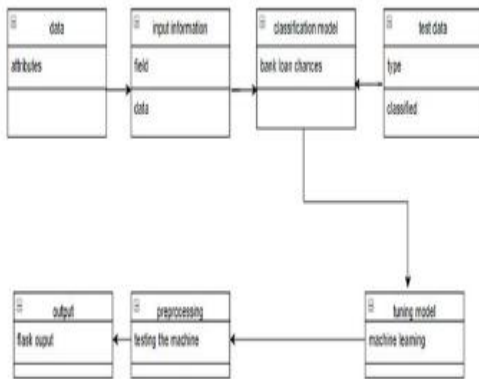 data
attributes
input information
field
data
classification model
bank loan chances
test data
type
classified
output
flask ouput
preprocessing
testing the machine
tuning model
machine learning